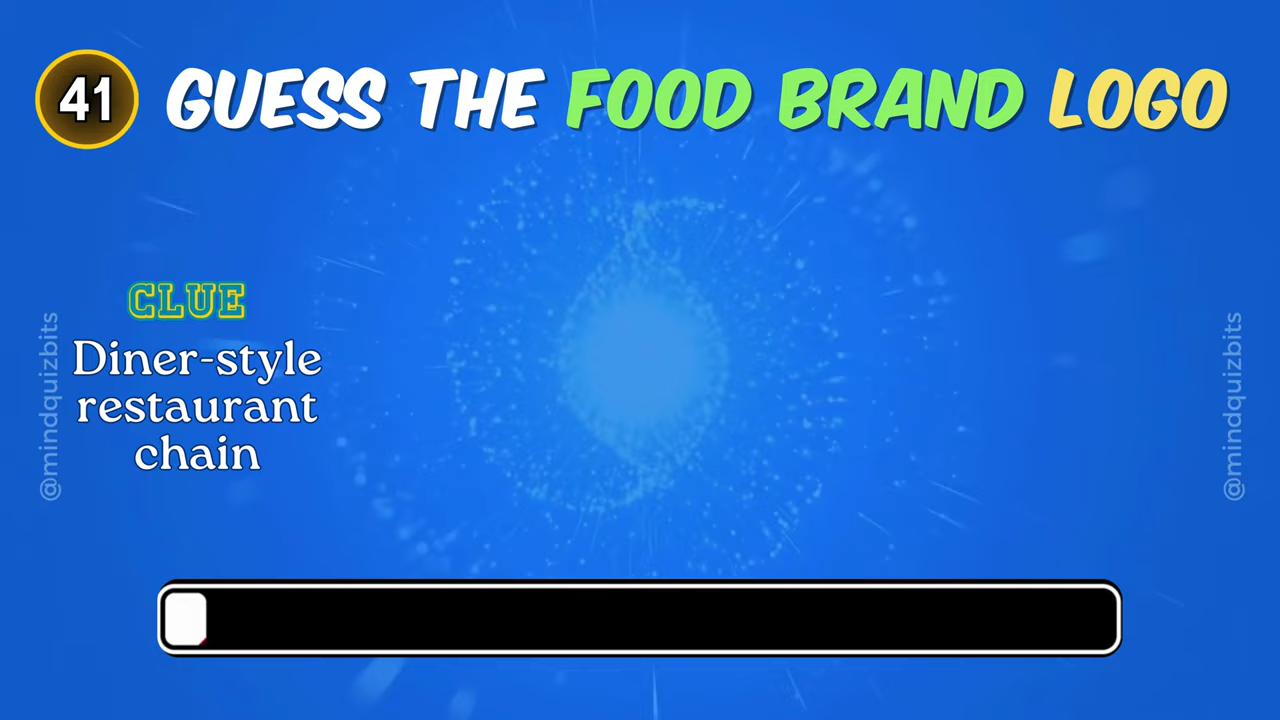 41
GUESS THE FOOD BRAND LOGO
CLUE
Diner-style
restaurant
chain
@mindquizbits
@mindquizbits